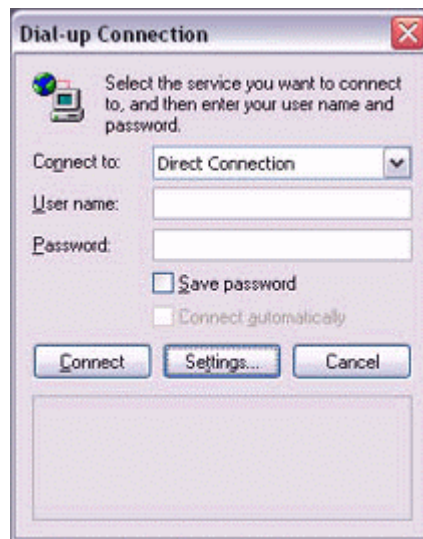 Dial-up Connection
Select the service you want to connect
to, and then enter your user name and
password.
Connect to: Direct Connection
User name:
Password:
Save password
Connect automatically
Connect Settings... Cancel